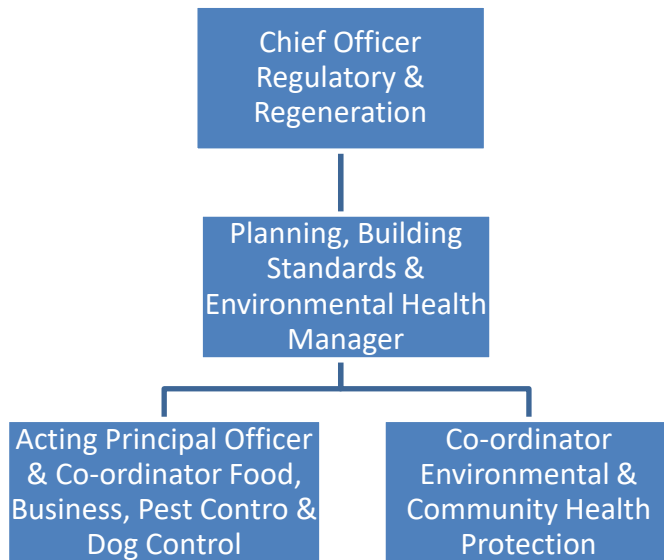 Chief Officer
Regulatory &
Regeneration
Planning, Building
Standards &
Environmental Health
Manager
Acting Principal Officer
& Co-ordinator Food,
Business, Pest Contro &
Dog Control
Co-ordinator
Environmental &
Community Health
Protection